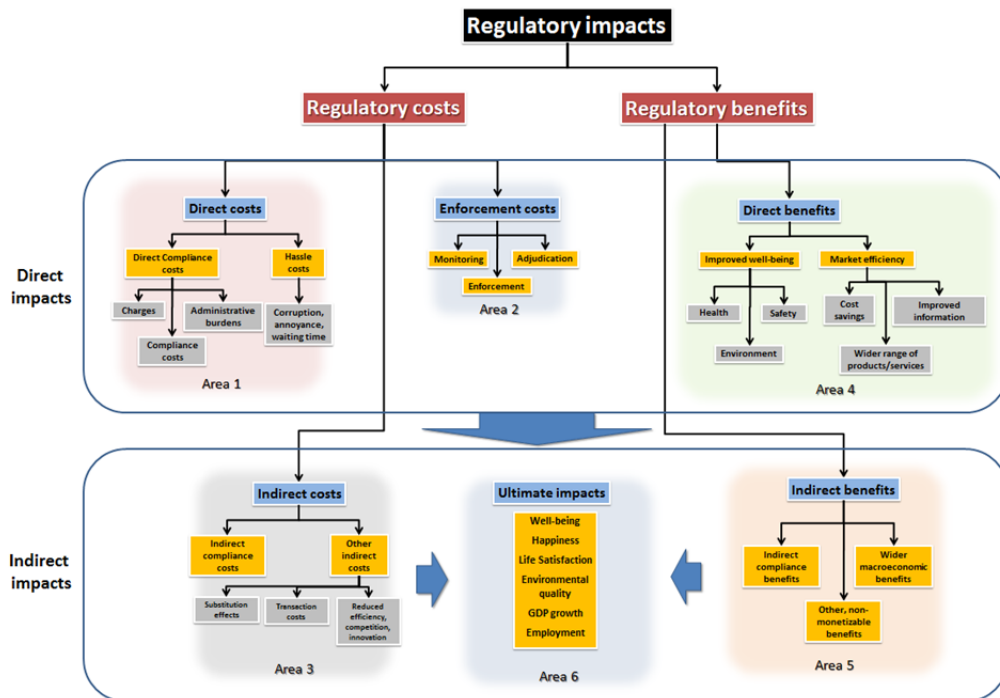 Regulatory impacts
Regulatory costs
Regulatory benefits
Direct
impacts
Direct costs
Direct Compliance
costs
Hassle
costs
Charges
Administrative
burdens
Compliance
costs
Corruption,
annoyance,
waiting time
Area 1
Enforcement costs
Monitoring
Adjudication
Enforcement
Area 2
Direct benefits
Improved well-being
Market efficiency
Health
Safety
Environment
Cost
savings
Improved
information
Wider range of
products/services
Area 4
Indirect
impacts
Indirect costs
Indirect
compliance
costs
Other
indirect
costs
Substitution
effects
Transaction
costs
Reduced
efficiency,
competition,
innovation
Area 3
Ultimate impacts
Well-being
Happiness
Life Satisfaction
Environmental
quality
GDP growth
Employment
Area 6
Indirect benefits
Indirect
compliance
benefits
Wider
macroeconomic
benefits
Other, non-
monetizable
benefits
Area 5